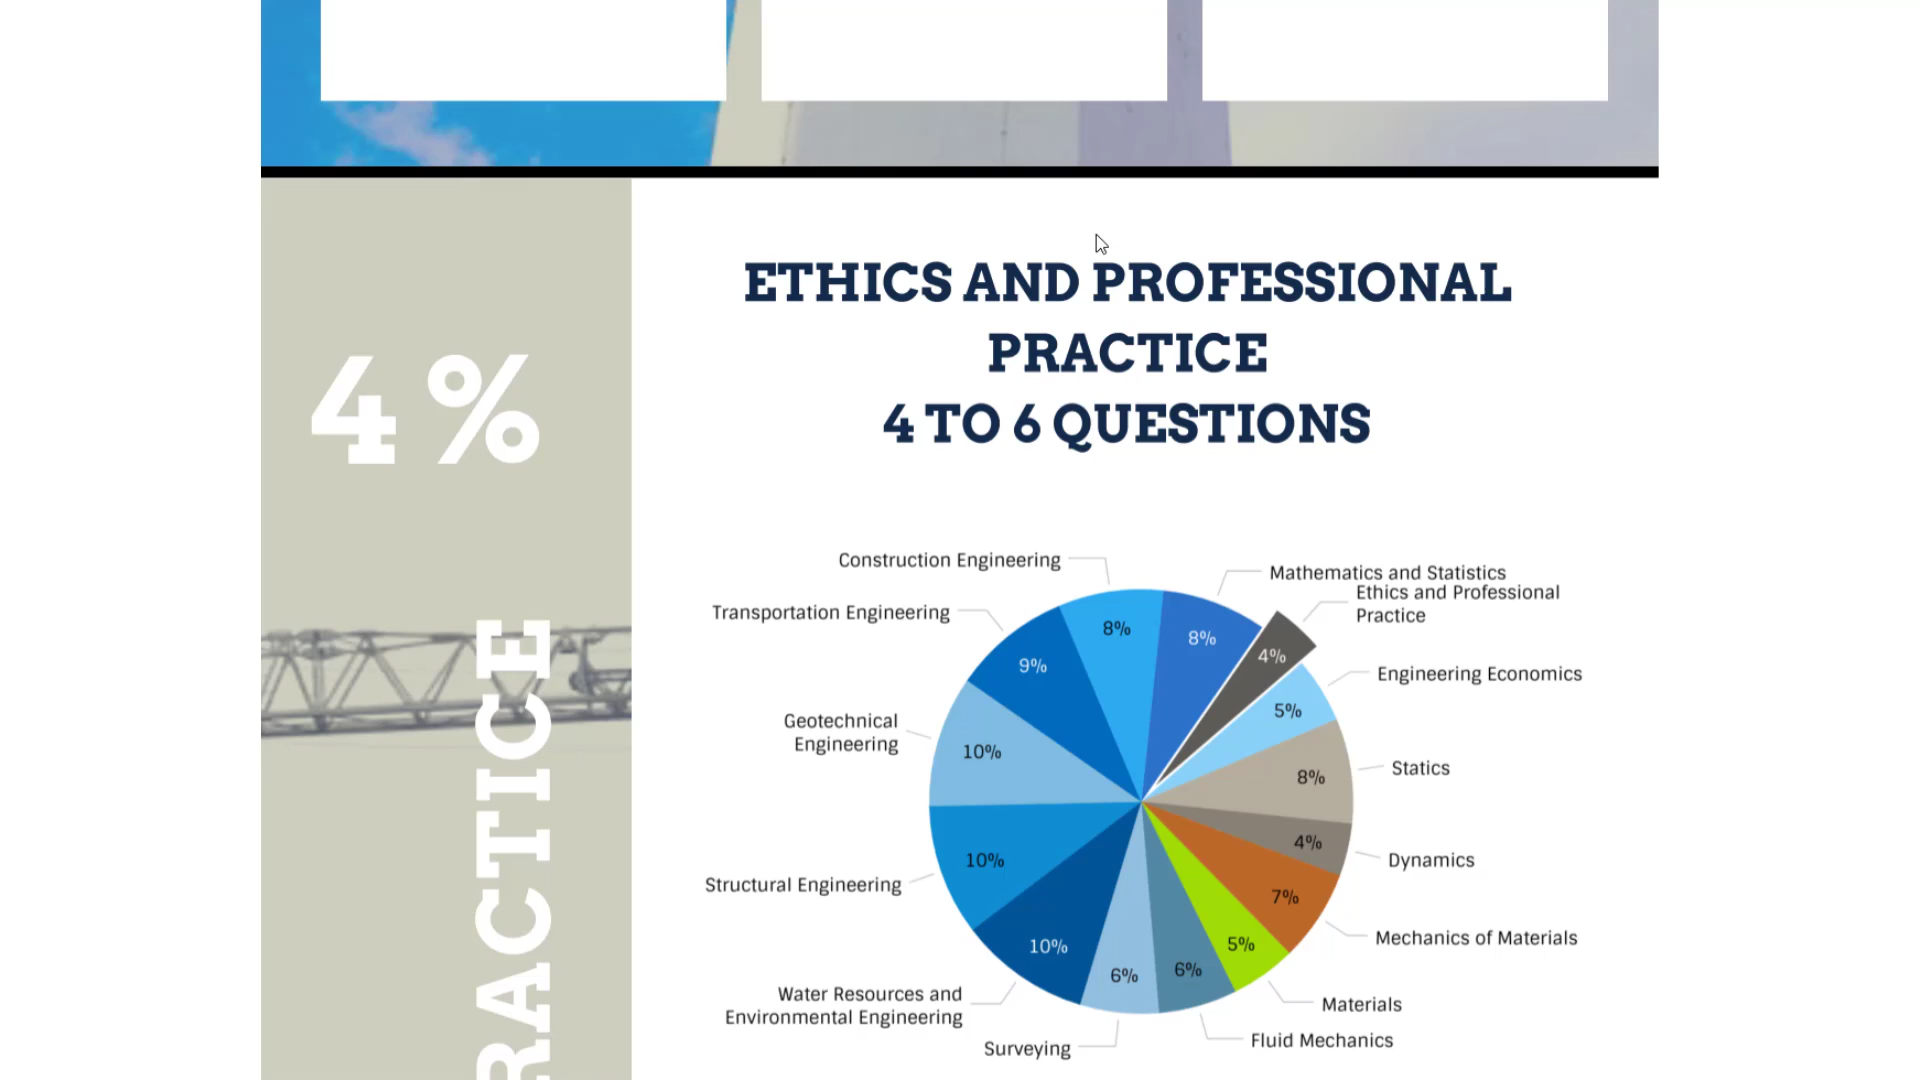 4%
RACTICE
ETHICS AND PROFESSIONAL
PRACTICE
4 TO 6 QUESTIONS
Construction Engineering
Mathematics and Statistics
Ethics and Professional
Practice
Transportation Engineering
8%
8%
4%
9%
Engineering Economics
5%
Geotechnical
Engineering
10%
Statics
8%
4%
Dynamics
10%
Structural Engineering
7%
Mechanics of Materials
5%
10%
6%
6%
Water Resources and
Environmental Engineering
Materials
Fluid Mechanics
Surveying